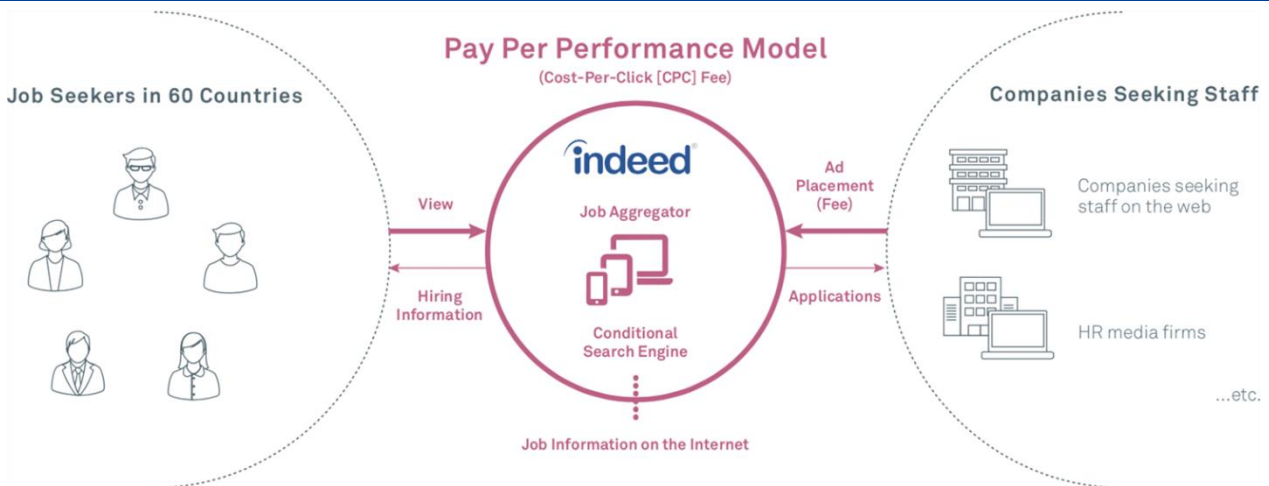 Pay Per Performance Model
(Cost-Per-Click [CPC] Fee)
Job Seekers in 60 Countries
Companies Seeking Staff
indeed®
Job Aggregator
Conditional
Search Engine
View
Hiring
Information
Ad
Placement
(Fee)
Applications
Companies seeking
staff on the web
HR media firms
...etc.
Job Information on the Internet